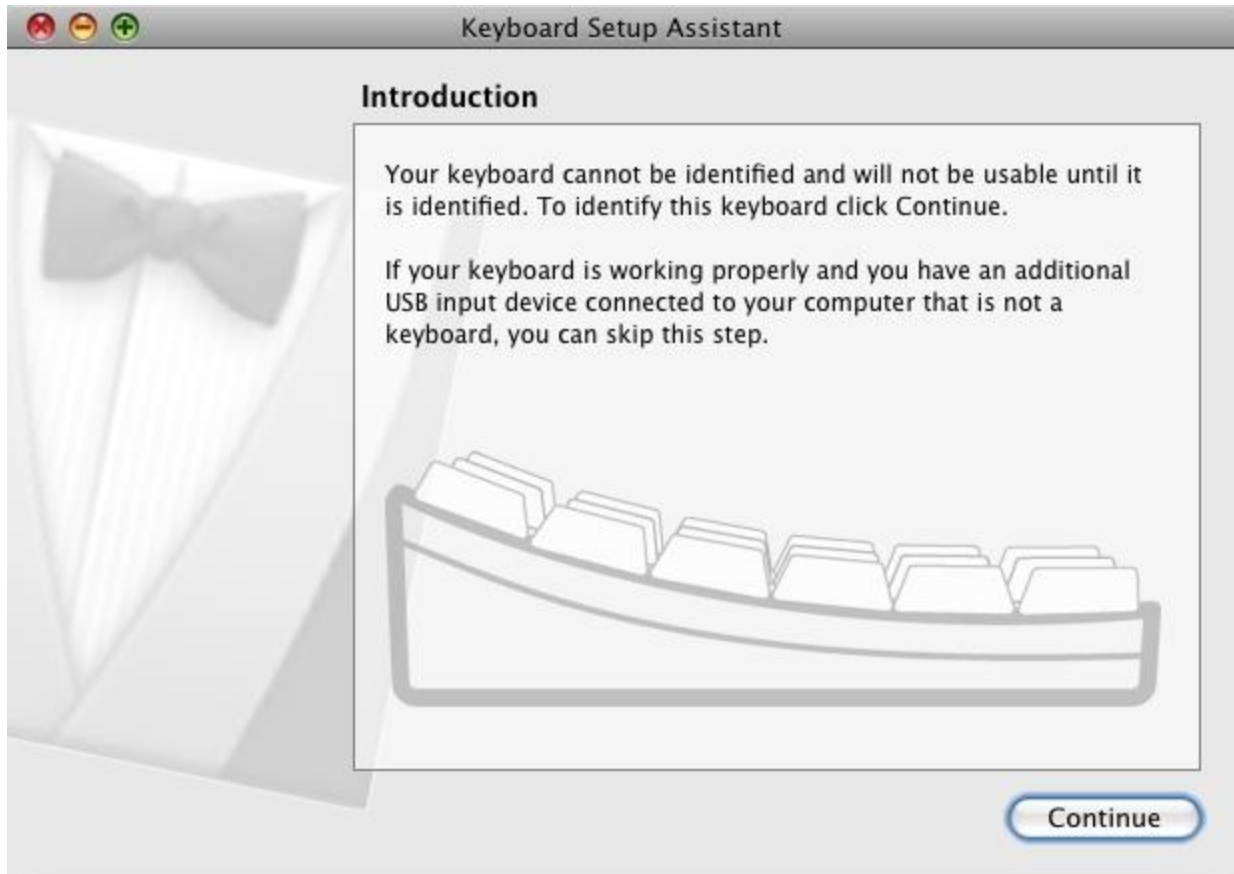 Keyboard Setup Assistant
Introduction
Your keyboard cannot be identified and will not be usable until it
is identified. To identify this keyboard click Continue.
If your keyboard is working properly and you have an additional
USB input device connected to your computer that is not a
keyboard, you can skip this step.
Continue